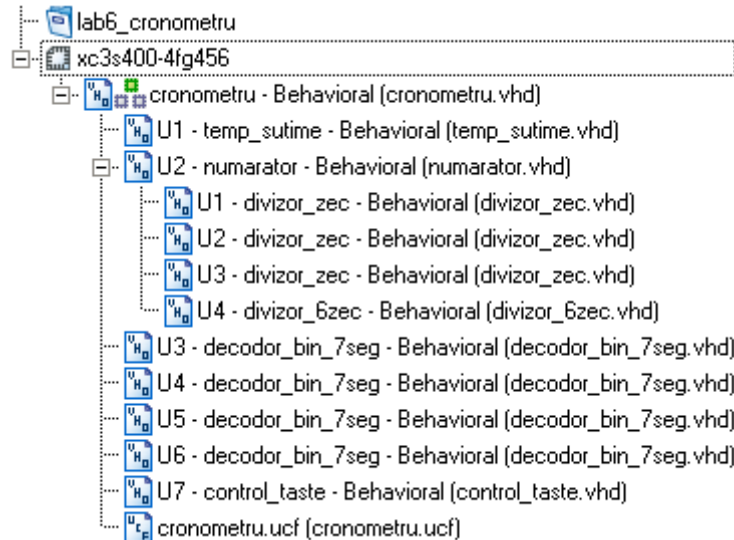 lab6_cronometru
xc3s400-4fg456
cronometru - Behavioral (cronometru.vhd)
U1 - temp_sutime - Behavioral (temp_sutime.vhd)
U2 - numarator - Behavioral (numarator.vhd)
U1 - divizor_zec - Behavioral (divizor_zec.vhd)
U2 - divizor_zec - Behavioral (divizor_zec.vhd)
U3 - divizor_zec - Behavioral (divizor_zec.vhd)
U4 - divizor_6zec - Behavioral (divizor_6zec.vhd)
U3 - decodor_bin_7seg - Behavioral (decodor_bin_7seg.vhd)
U4 - decodor_bin_7seg - Behavioral (decodor_bin_7seg.vhd)
U5 - decodor_bin_7seg - Behavioral (decodor_bin_7seg.vhd)
U6 - decodor_bin_7seg - Behavioral (decodor_bin_7seg.vhd)
U7 - control_taste - Behavioral (control_taste.vhd)
cronometru.ucf (cronometru.ucf)